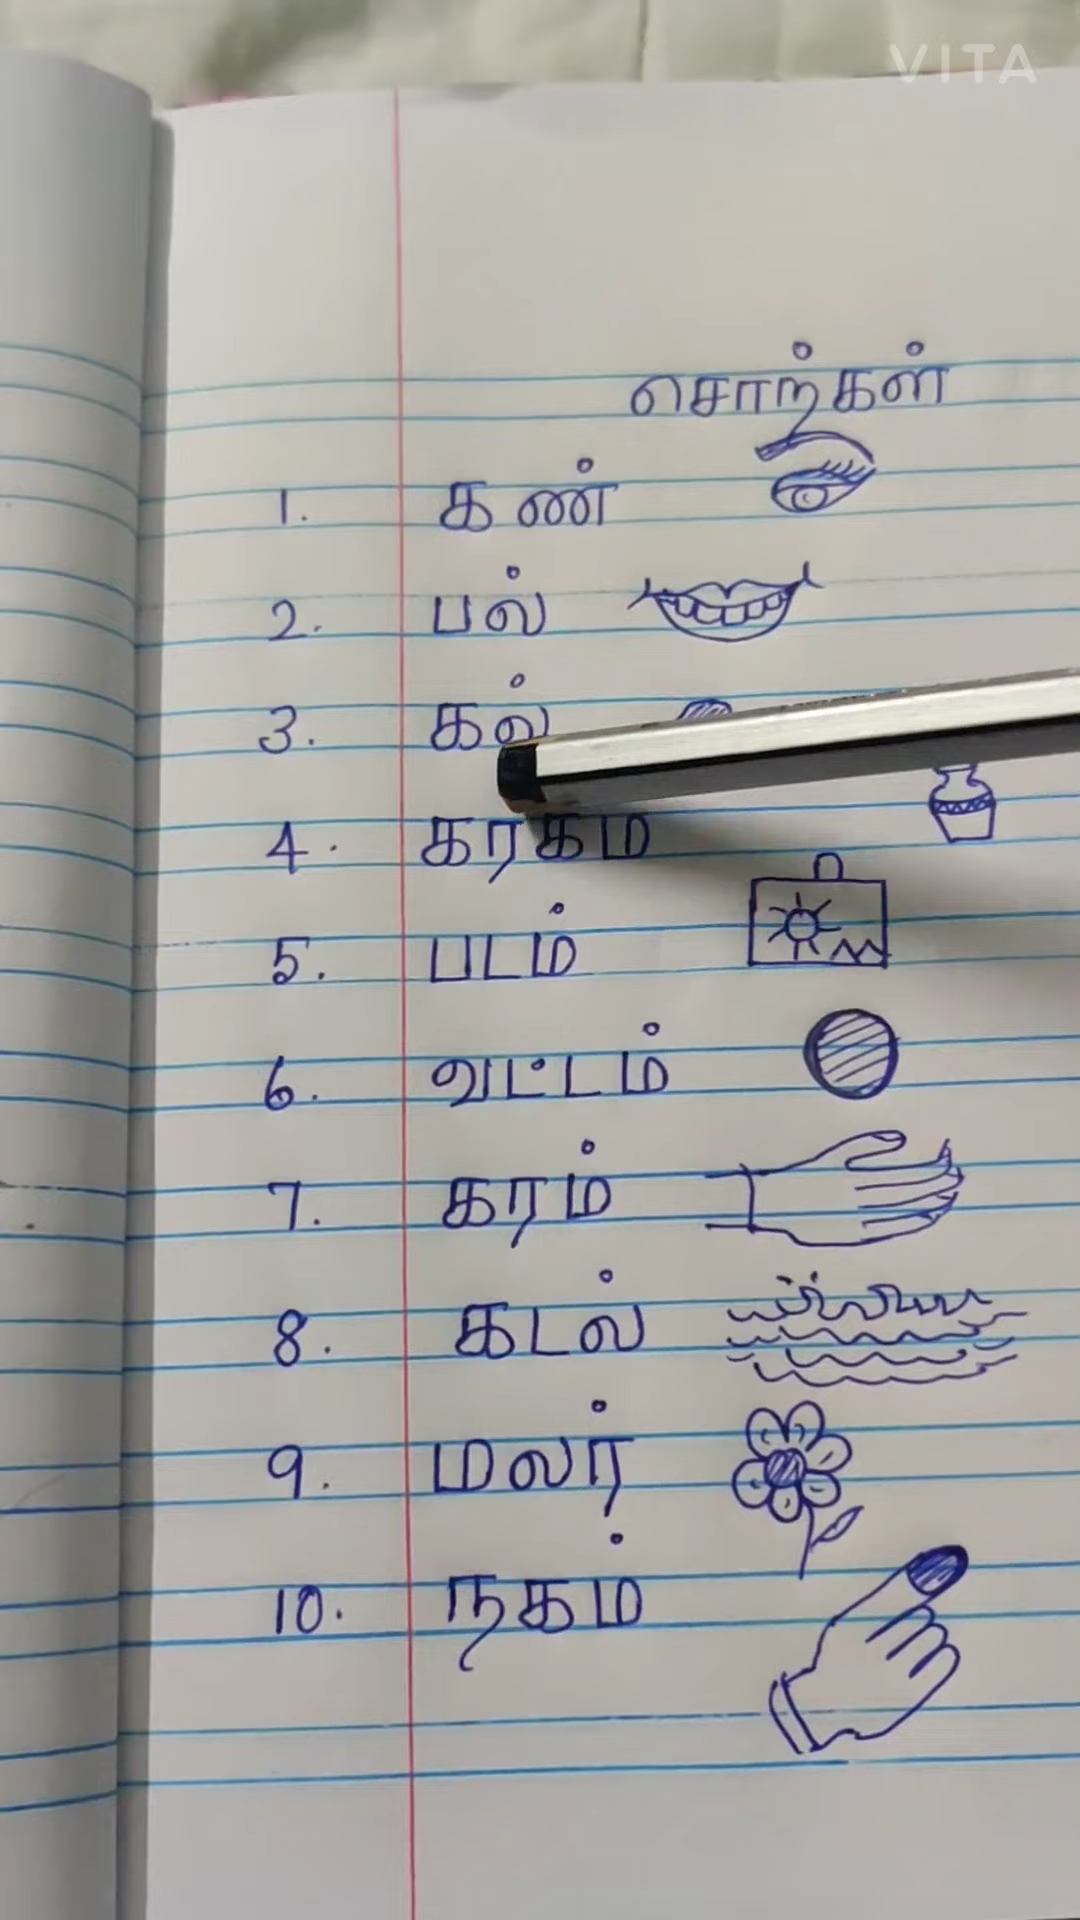 VITA
சொற்கள்
1. கண்
2. பல்
3. கல்
4. கரகம
5. படம்
6. வட்டம்
7. கரம்
8. கடல்
9. மலர்
10. நகம்